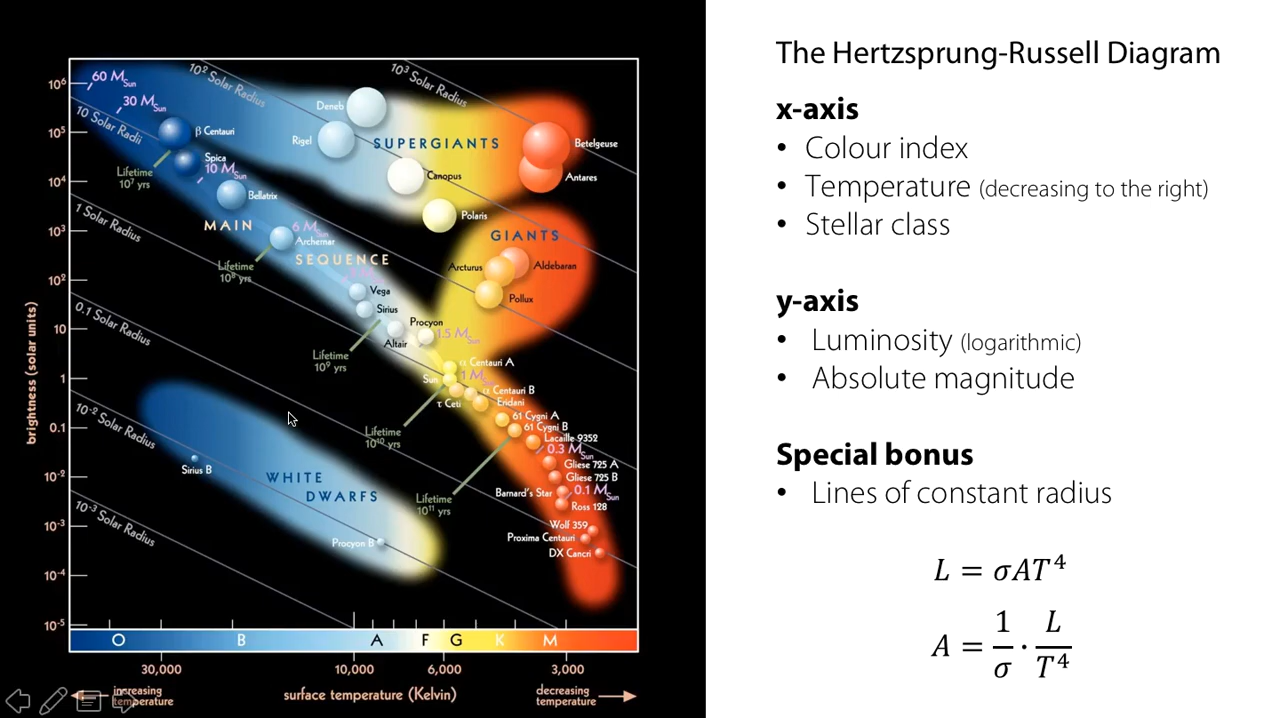 60 M Sun
30 M Sun
10² Solar Radius
10³ Solar Radius
10⁶
Deneb
10 Solar Radii
10⁵
β Centauri
Rigel
SUPERGIANTS
Betelgeuse
Spica
10 M Sun
Lifetime
10⁷ yrs
10⁴
Canopus
Antares
Bellatrix
1 Solar Radius
MAIN
Polaris
10³
6 M Sun
Archernar
GIANTS
SEQUENCE
Lifetime
10⁸ yrs
Arcturus
Aldebaran
10²
Vega
Pollux
0.1 Solar Radius
Sirius
10
Procyon
1.5 M Sun
Altair
Lifetime
10⁹ yrs
α Centauri A
1
Sun
1 M Sun
α Centauri B
τ Ceti
Eridani
10⁻² Solar Radius
61 Cygni A
0.1
61 Cygni B
Lifetime
10¹⁰ yrs
Lacaille 9352
0.3 M Sun
Sirius B
Gliese 725 A
10⁻²
WHITE
DWARFS
Gliese 725 B
Barnard's Star
0.1 M Sun
Lifetime
10¹¹ yrs
Ross 128
10⁻³ Solar Radius
10⁻³
Wolf 359
Procyon B
Proxima Centauri
DX Cancri
10⁻⁴
10⁻⁵
brightness (solar units)
O B A F G K M
30,000 10,000 6,000 3,000
increasing
temperature
surface temperature (Kelvin)
decreasing
temperature
The Hertzsprung-Russell Diagram
x-axis
• Colour index
• Temperature (decreasing to the right)
• Stellar class
y-axis
• Luminosity (logarithmic)
• Absolute magnitude
Special bonus
• Lines of constant radius
L = σAT⁴
A = 1/σ · L/T⁴